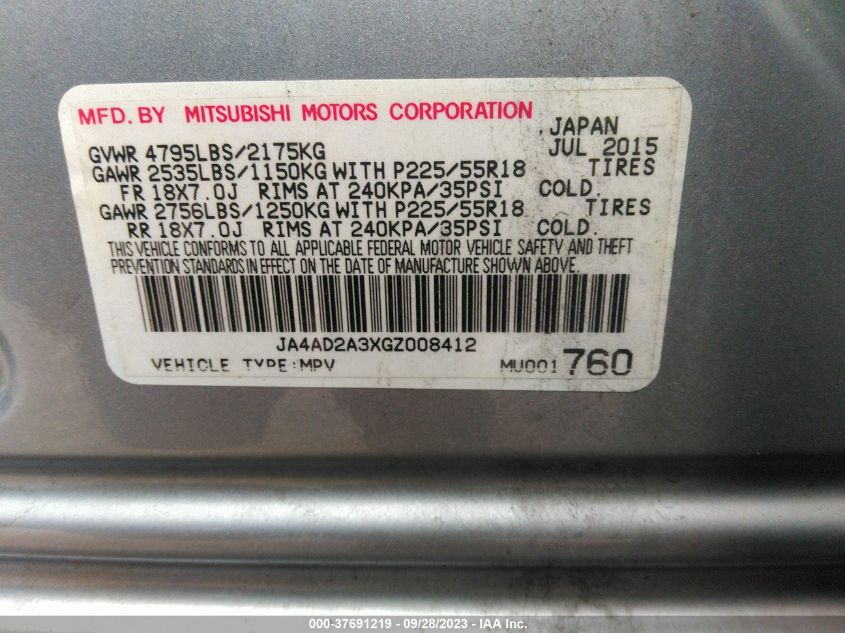 MFD. BY MITSUBISHI MOTORS CORPORATION
, JAPAN
GVWR 4795LBS/2175KG JUL 2015
GAWR 2535LBS/1150KG WITH P225/55R18 TIRES
FR 18X7.0J RIMS AT 240KPA/35PSI COLD.
GAWR 2756LBS/1250KG WITH P225/55R18 TIRES
RR 18X7.0J RIMS AT 240KPA/35PSI COLD.
THIS VEHICLE CONFORMS TO ALL APPLICABLE FEDERAL MOTOR VEHICLE SAFETY AND THEFT
PREVENTION STANDARDS IN EFFECT ON THE DATE OF MANUFACTURE SHOWN ABOVE.
JA4AD2A3XGZ008412
VEHICLE TYPE:MPV MU001 760
000-37691219 - 09/28/2023 - IAA Inc.